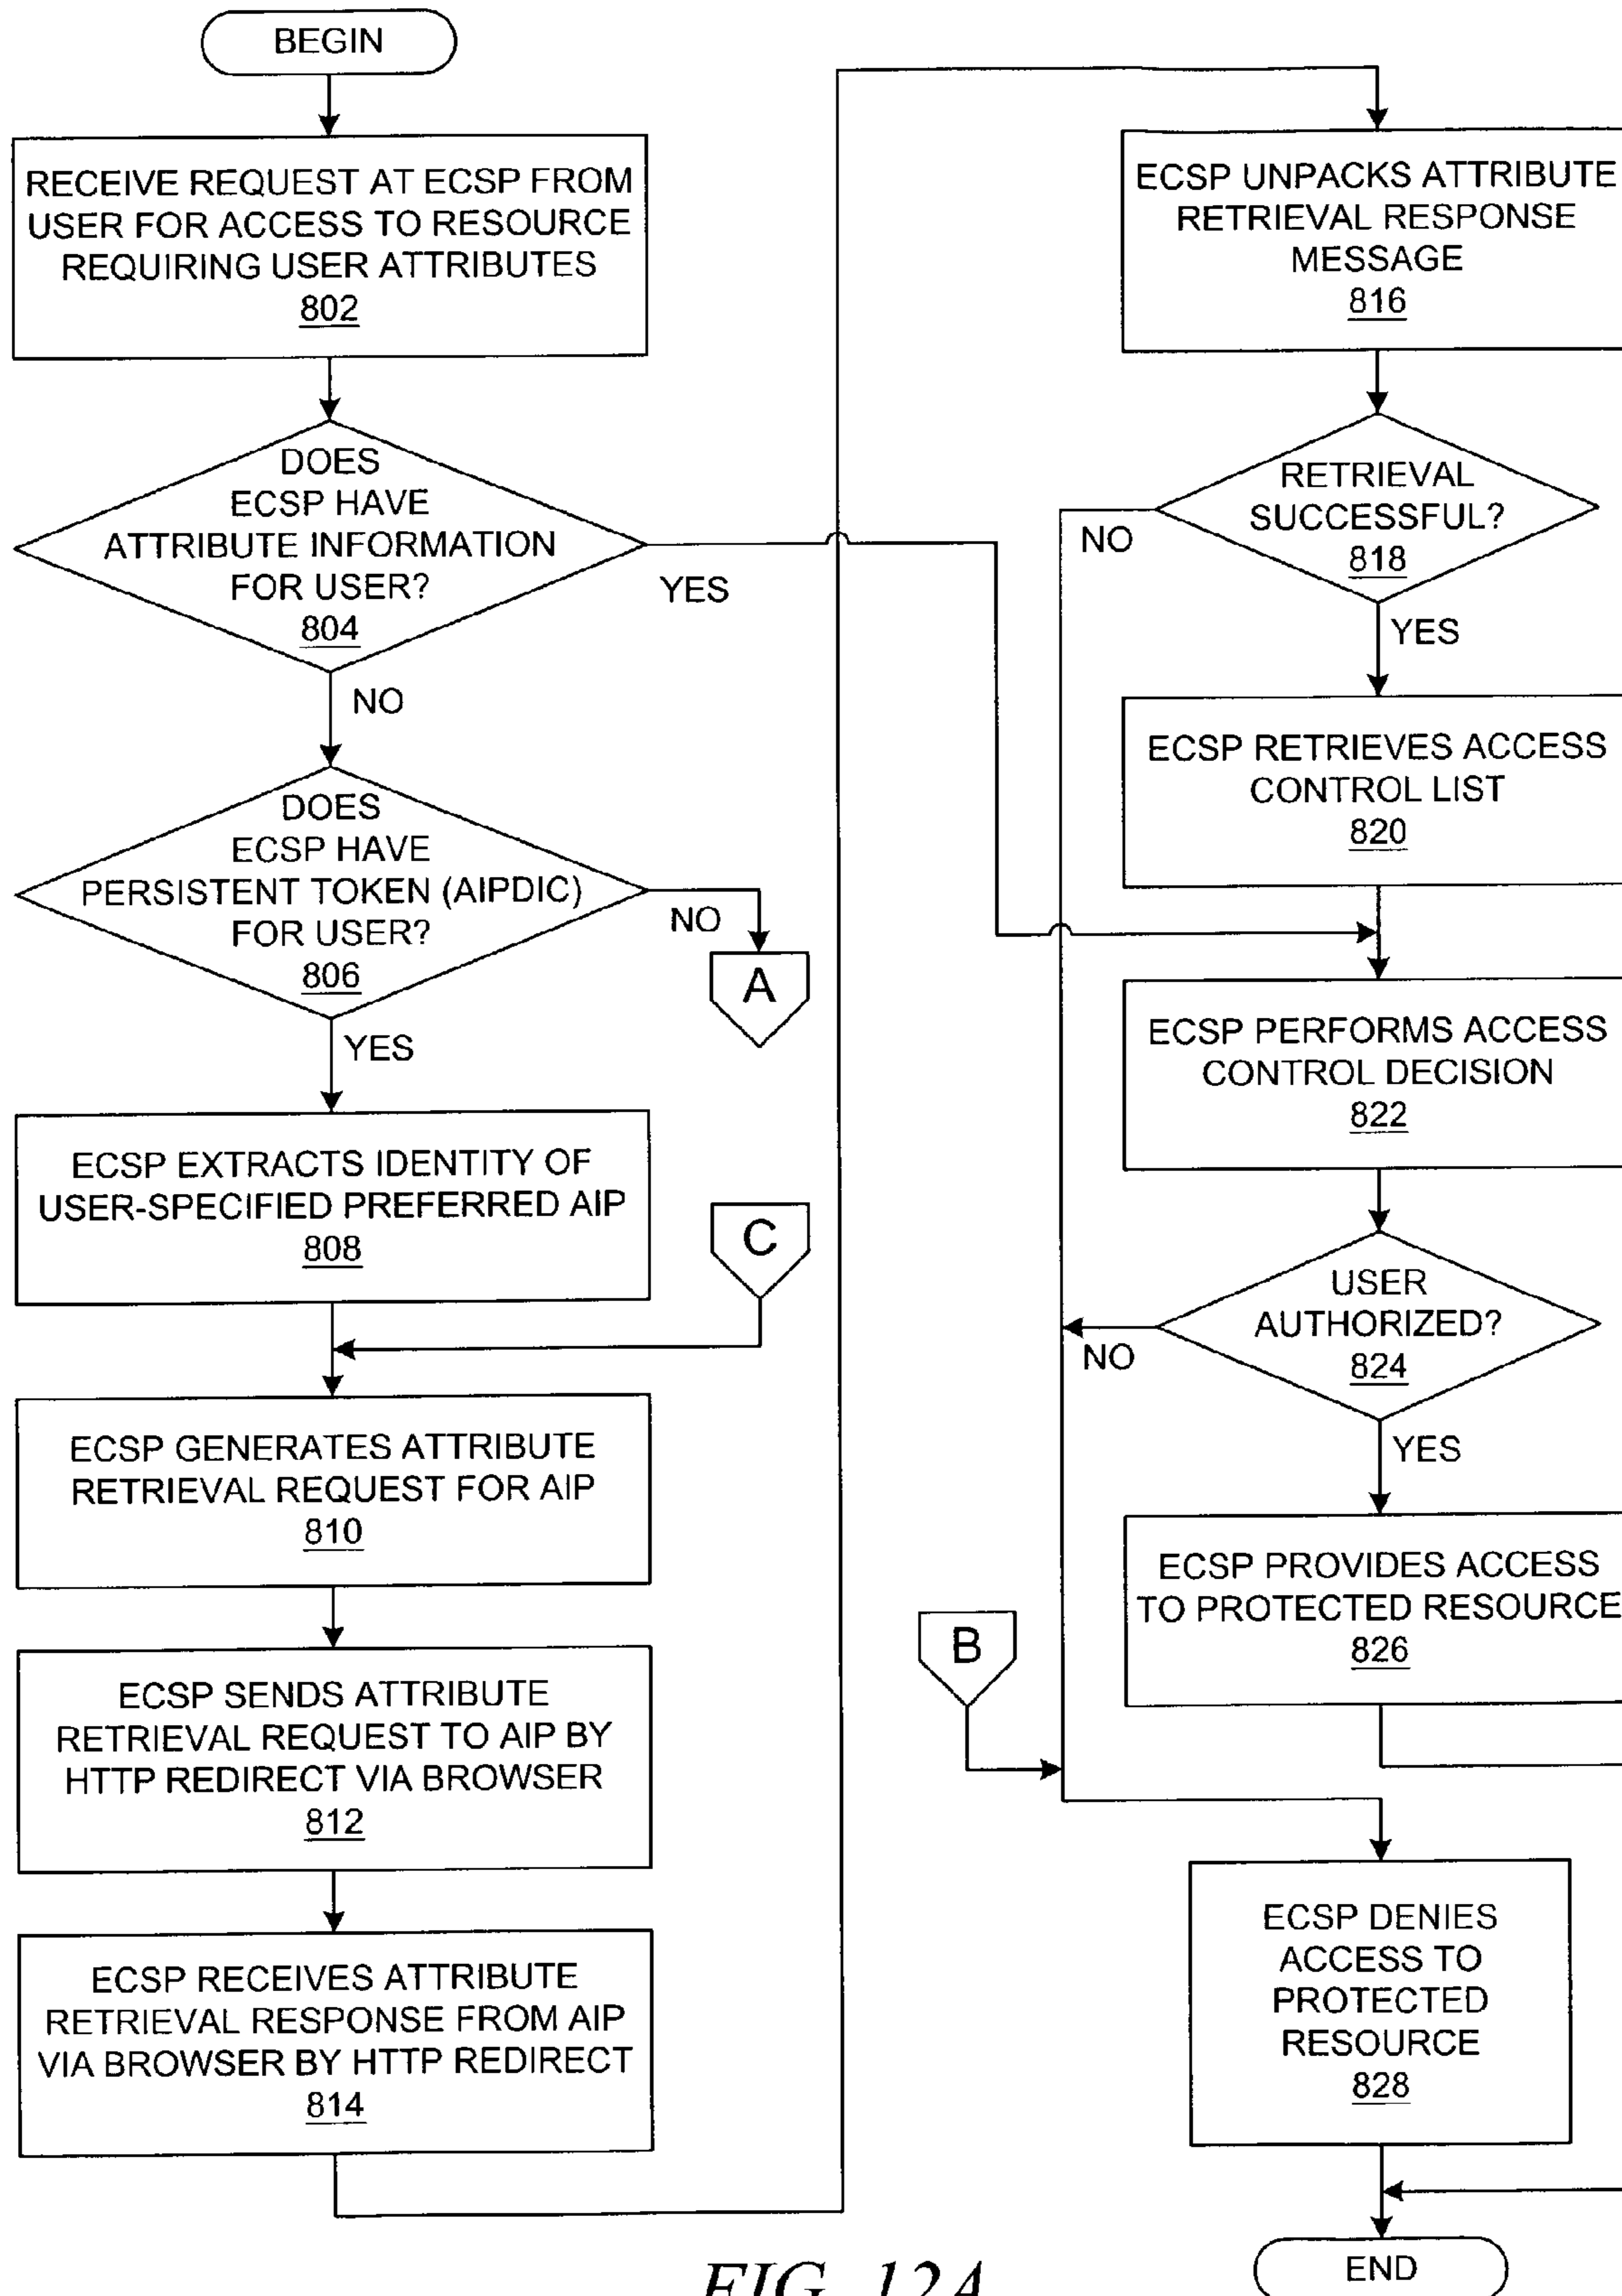 BEGIN
RECEIVE REQUEST AT ECSP FROM
USER FOR ACCESS TO RESOURCE
REQUIRING USER ATTRIBUTES
802
DOES
ECSP HAVE
ATTRIBUTE INFORMATION
FOR USER?
804
YES
NO
DOES
ECSP HAVE
PERSISTENT TOKEN (AIPDIC)
FOR USER?
806
NO
A
YES
ECSP EXTRACTS IDENTITY OF
USER-SPECIFIED PREFERRED AIP
808
C
ECSP GENERATES ATTRIBUTE
RETRIEVAL REQUEST FOR AIP
810
ECSP SENDS ATTRIBUTE
RETRIEVAL REQUEST TO AIP BY
HTTP REDIRECT VIA BROWSER
812
ECSP RECEIVES ATTRIBUTE
RETRIEVAL RESPONSE FROM AIP
VIA BROWSER BY HTTP REDIRECT
814
ECSP UNPACKS ATTRIBUTE
RETRIEVAL RESPONSE
MESSAGE
816
RETRIEVAL
SUCCESSFUL?
818
NO
YES
ECSP RETRIEVES ACCESS
CONTROL LIST
820
ECSP PERFORMS ACCESS
CONTROL DECISION
822
USER
AUTHORIZED?
824
NO
YES
ECSP PROVIDES ACCESS
TO PROTECTED RESOURCE
826
B
ECSP DENIES
ACCESS TO
PROTECTED
RESOURCE
828
END
FIG. 12A